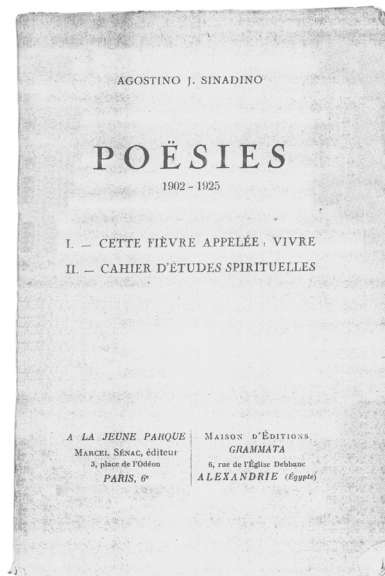 AGOSTINO J. SINADINO
POËSIES
1902 - 1925
I. — CETTE FIÈVRE APPELÉE : VIVRE
II. — CAHIER D'ÉTUDES SPIRITUELLES
A LA JEUNE PARQUE
MARCEL SÉNAC, éditeur
3, place de l'Odéon
PARIS, 6e
MAISON D'ÉDITIONS
GRAMMATA
6, rue de l'Église Debbane
ALEXANDRIE (Égypte)